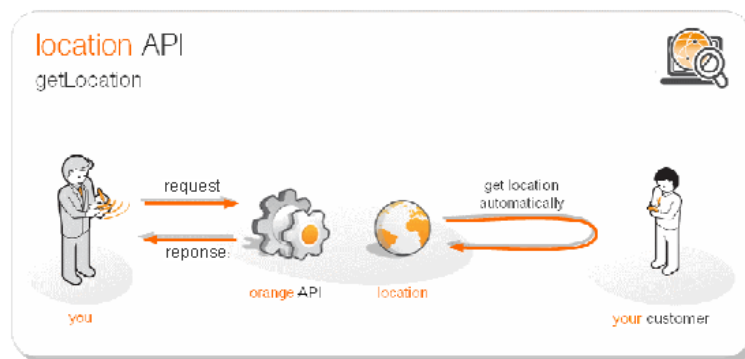 location API
getLocation
request
reponse
get location
automatically
orange API
location
you
your customer